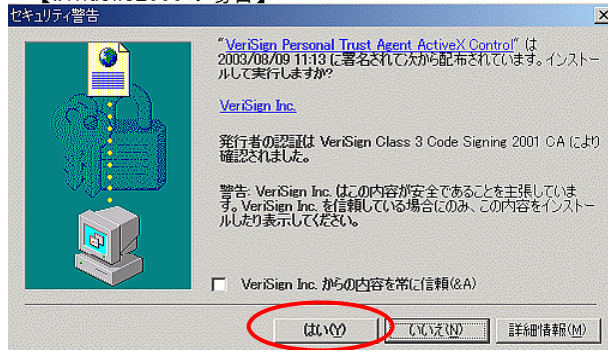 セキュリティ警告
"VeriSign Personal Trust Agent ActiveX Control" は
2003/08/09 11:13 に署名されて次から配布されています。インストー
ルして実行しますか?
VeriSign Inc.
発行者の認証は VeriSign Class 3 Code Signing 2001 CA により
確認されました。
警告: VeriSign Inc. はこの内容が安全であることを主張していま
す。VeriSign Inc. を信頼している場合にのみ、この内容をインストー
ルしたり表示してください。
VeriSign Inc. からの内容を常に信頼(&A)
はい(Y) いいえ(N) 詳細情報(M)